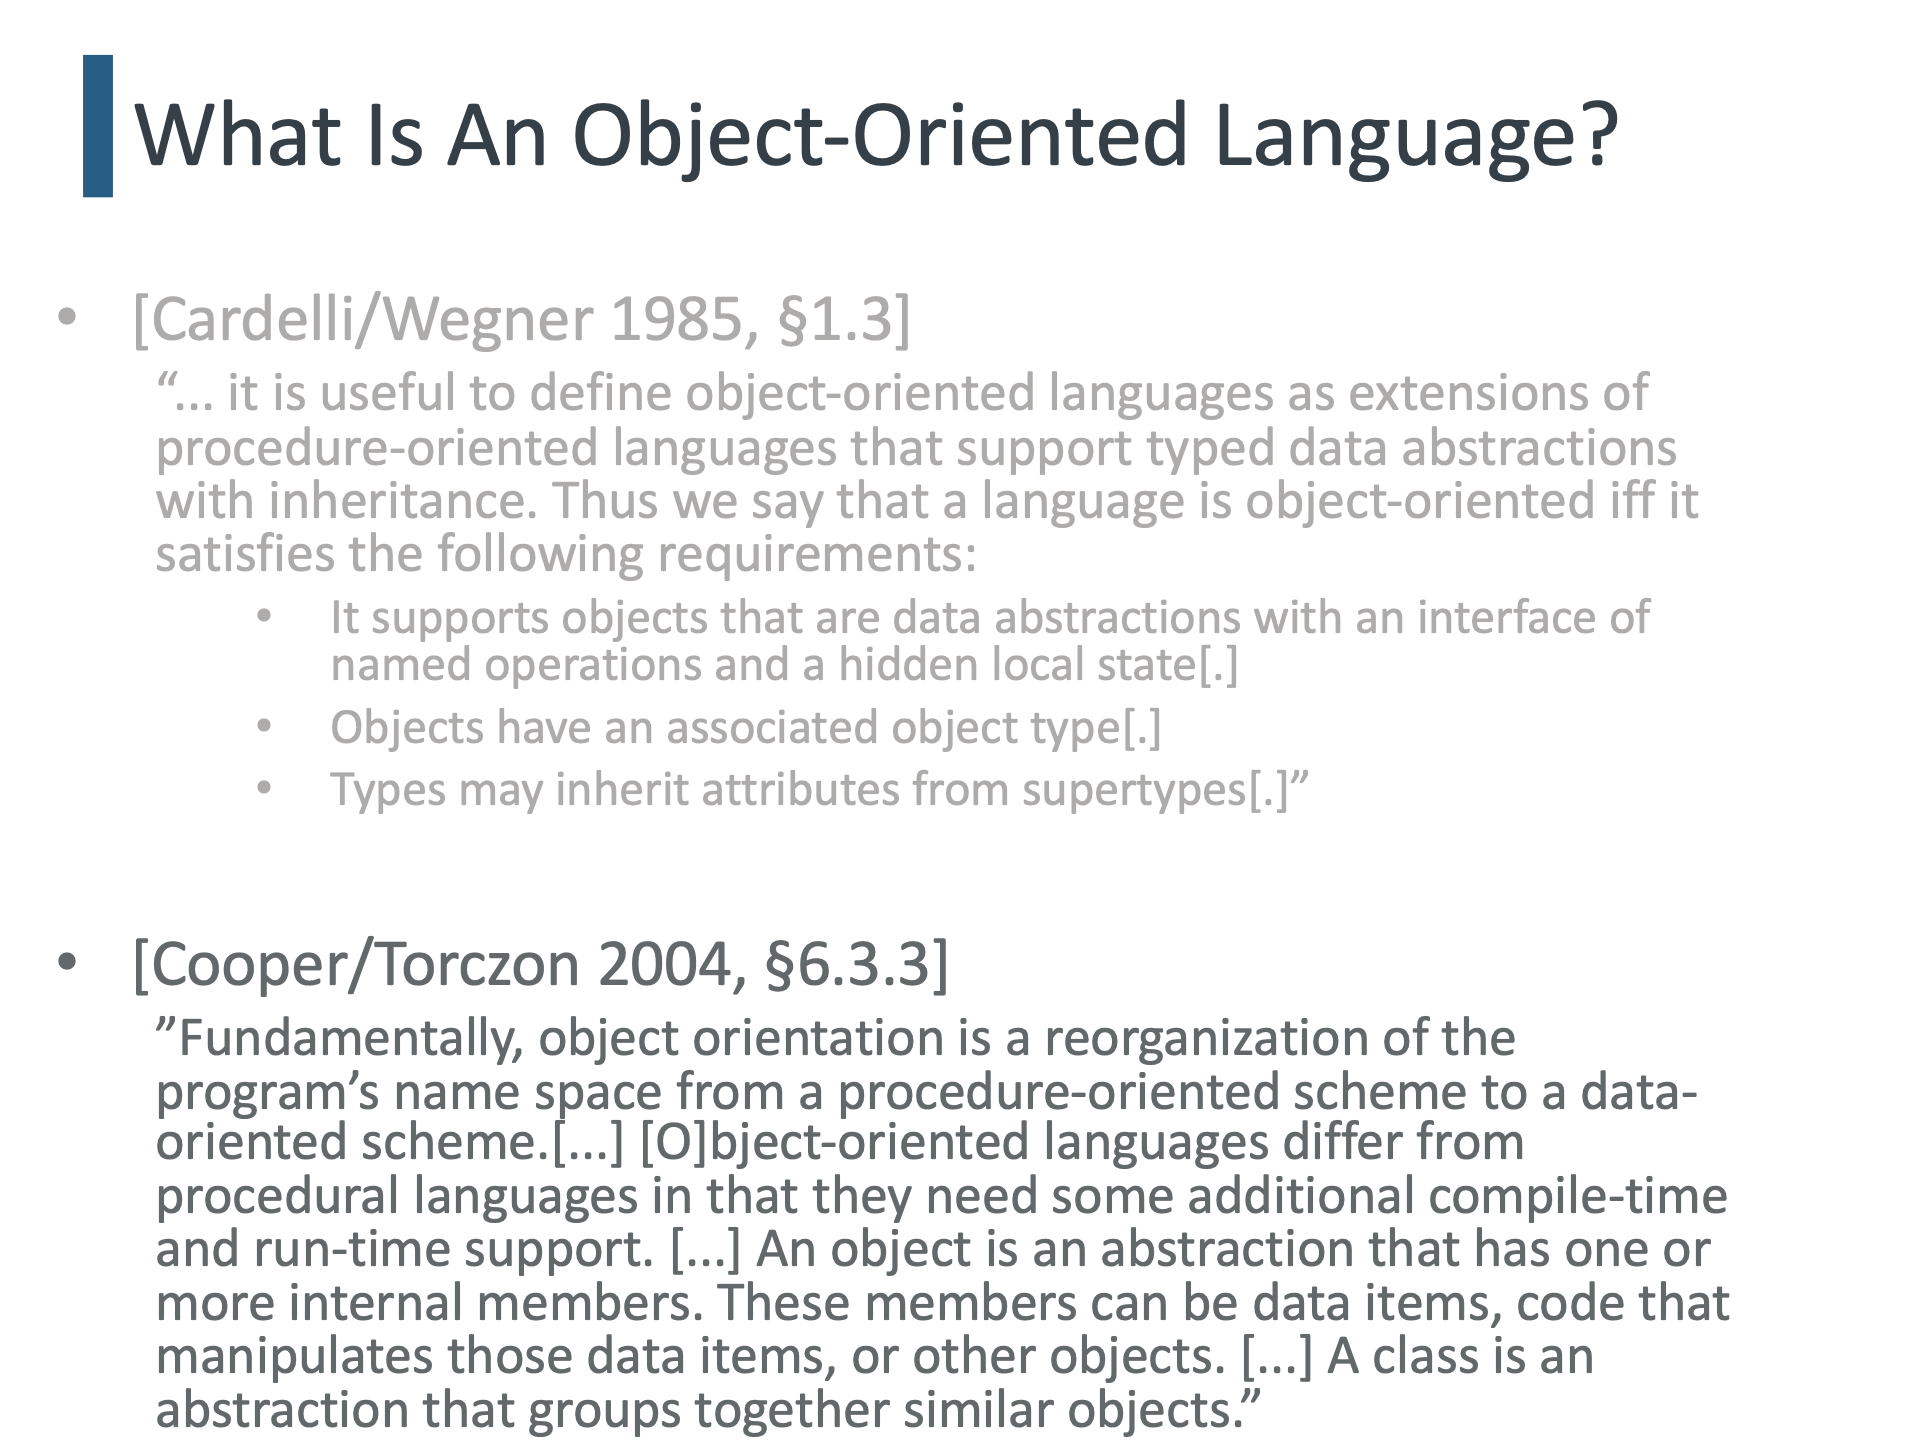 What Is An Object-Oriented Language?
• [Cardelli/Wegner 1985, §1.3]
“... it is useful to define object-oriented languages as extensions of
procedure-oriented languages that support typed data abstractions
with inheritance. Thus we say that a language is object-oriented iff it
satisfies the following requirements:
• It supports objects that are data abstractions with an interface of
named operations and a hidden local state[.]
• Objects have an associated object type[.]
• Types may inherit attributes from supertypes[.]”
• [Cooper/Torczon 2004, §6.3.3]
”Fundamentally, object orientation is a reorganization of the
program’s name space from a procedure-oriented scheme to a data-
oriented scheme.[...] [O]bject-oriented languages differ from
procedural languages in that they need some additional compile-time
and run-time support. [...] An object is an abstraction that has one or
more internal members. These members can be data items, code that
manipulates those data items, or other objects. [...] A class is an
abstraction that groups together similar objects.”